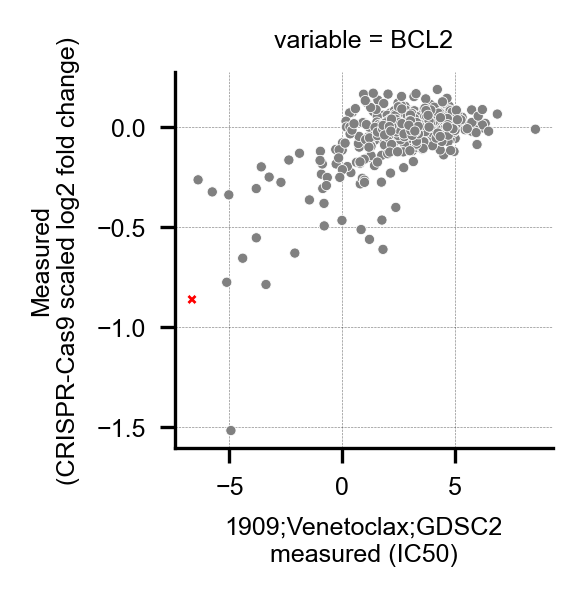 variable = BCL2
Measured
(CRISPR-Cas9 scaled log2 fold change)
0.0
−0.5
−1.0
−1.5
−5
0
5
1909;Venetoclax;GDSC2
measured (IC50)